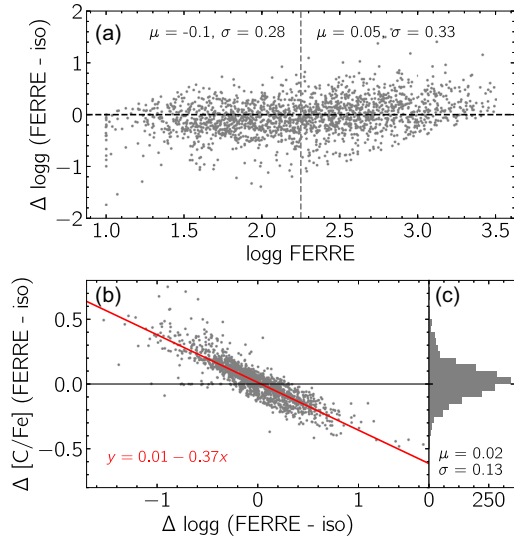 (a)
μ = -0.1, σ = 0.28
μ = 0.05, σ = 0.33
2
1
0
−1
−2
Δ logg (FERRE - iso)
1.0 1.5 2.0 2.5 3.0 3.5
logg FERRE
(b)
(c)
0.5
0.0
−0.5
Δ [C/Fe] (FERRE - iso)
y = 0.01 − 0.37x
μ = 0.02
σ = 0.13
−1 0 1
0 250
Δ logg (FERRE - iso)